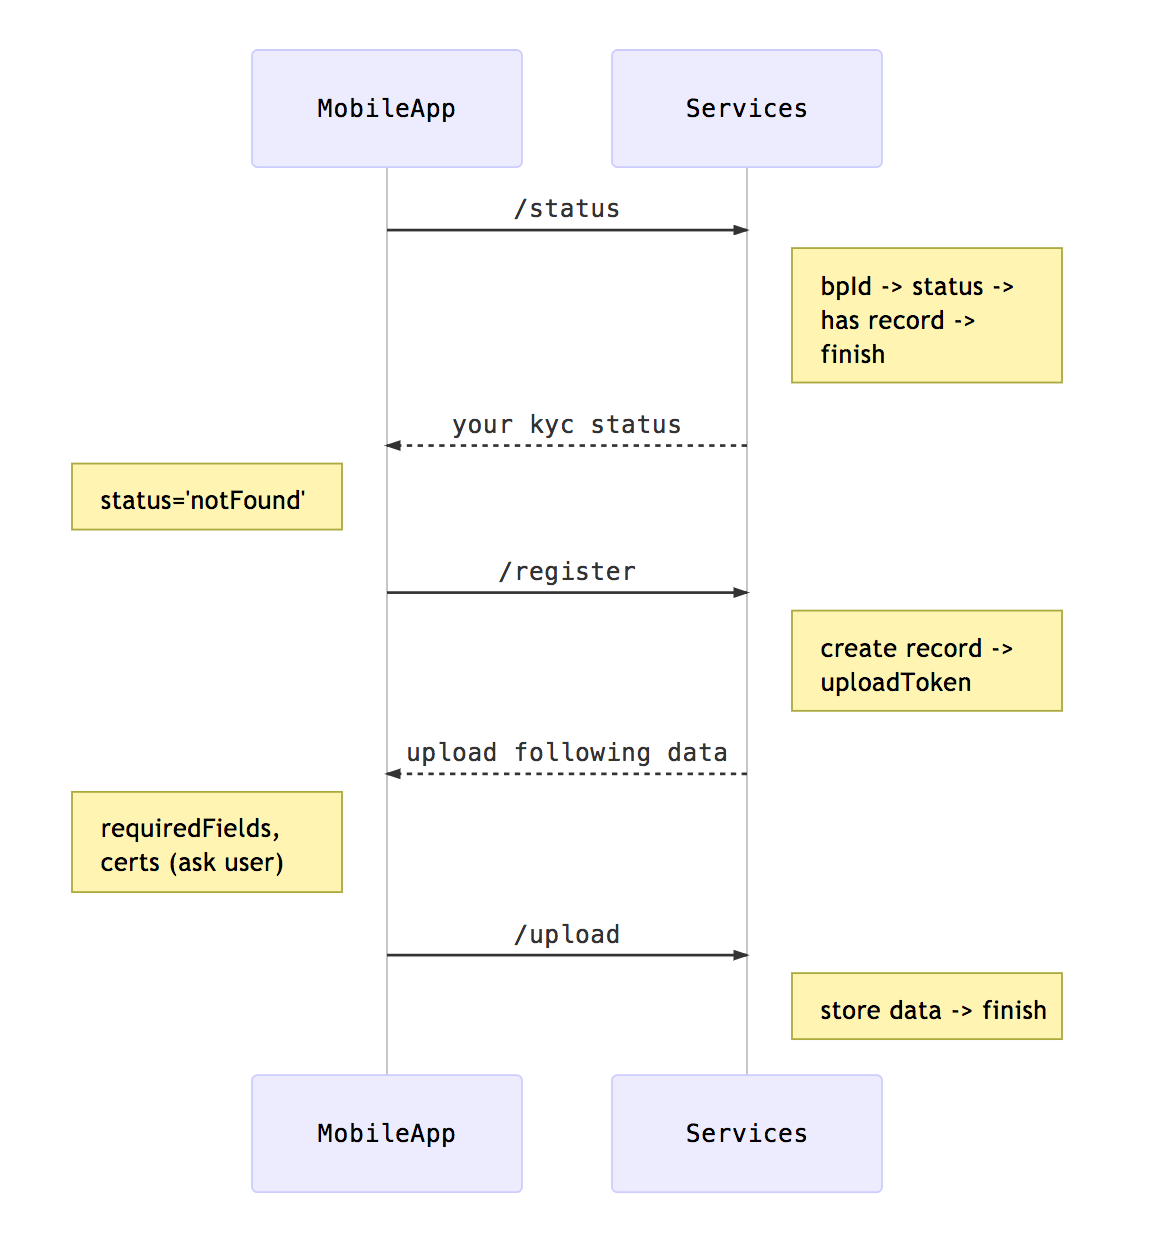 MobileApp
Services
/status
bpId -> status ->
has record ->
finish
your kyc status
status='notFound'
/register
create record ->
uploadToken
upload following data
requiredFields,
certs (ask user)
/upload
store data -> finish
MobileApp
Services